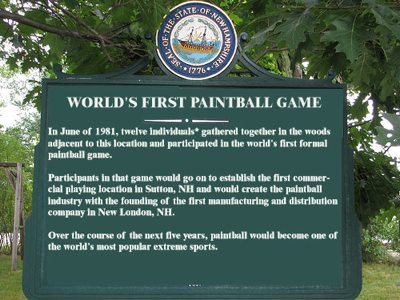 SEAL OF THE STATE OF NEW HAMPSHIRE
1776
WORLD'S FIRST PAINTBALL GAME
In June of 1981, twelve individuals* gathered together in the woods
adjacent to this location and participated in the world's first formal
paintball game.
Participants in that game would go on to establish the first commer-
cial playing location in Sutton, NH and would create the paintball
industry with the founding of the first manufacturing and distribution
company in New London, NH.
Over the course of the next five years, paintball would become one of
the world's most popular extreme sports.